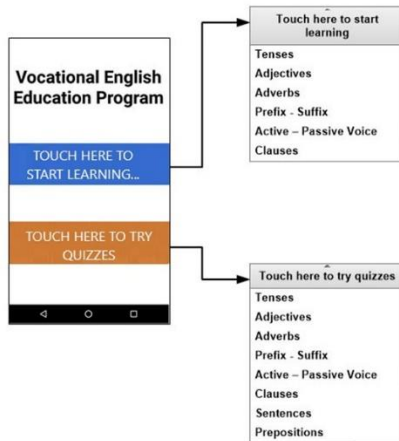 Vocational English
Education Program
TOUCH HERE TO
START LEARNING...
TOUCH HERE TO TRY
QUIZZES
Touch here to start
learning
Tenses
Adjectives
Adverbs
Prefix - Suffix
Active – Passive Voice
Clauses
Touch here to try quizzes
Tenses
Adjectives
Adverbs
Prefix - Suffix
Active – Passive Voice
Clauses
Sentences
Prepositions